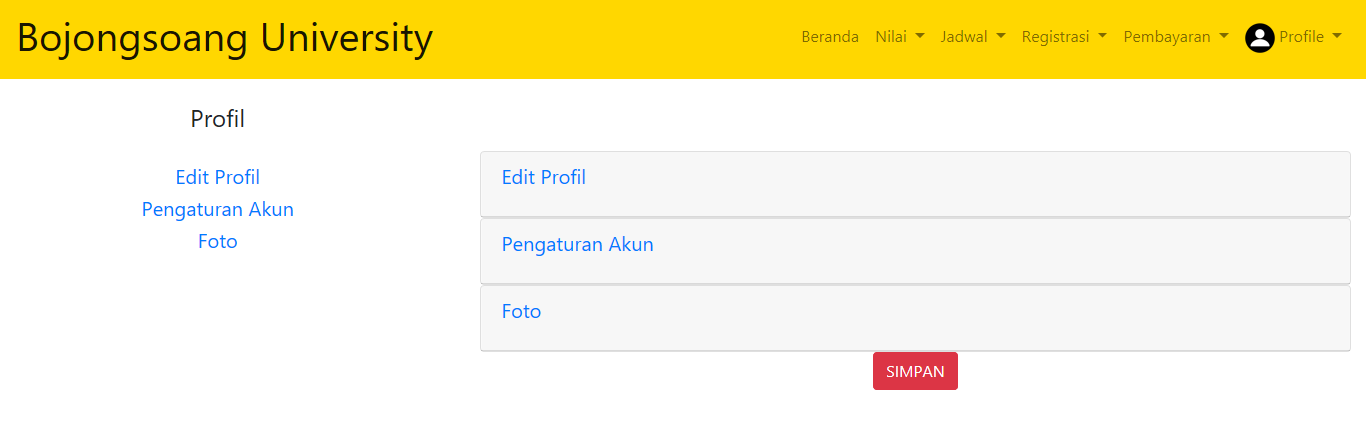 Bojongsoang University
Beranda Nilai Jadwal Registrasi Pembayaran Profile
Profil
Edit Profil
Pengaturan Akun
Foto
Edit Profil
Pengaturan Akun
Foto
SIMPAN